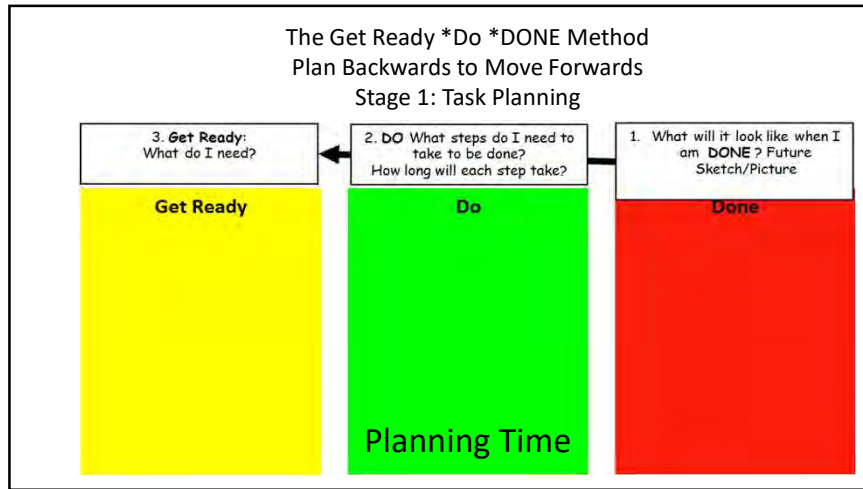 The Get Ready *Do *DONE Method
Plan Backwards to Move Forwards
Stage 1: Task Planning
3. Get Ready:
What do I need?
2. DO What steps do I need to
take to be done?
How long will each step take?
1. What will it look like when I
am DONE? Future
Sketch/Picture
Get Ready
Do
Done
Planning Time